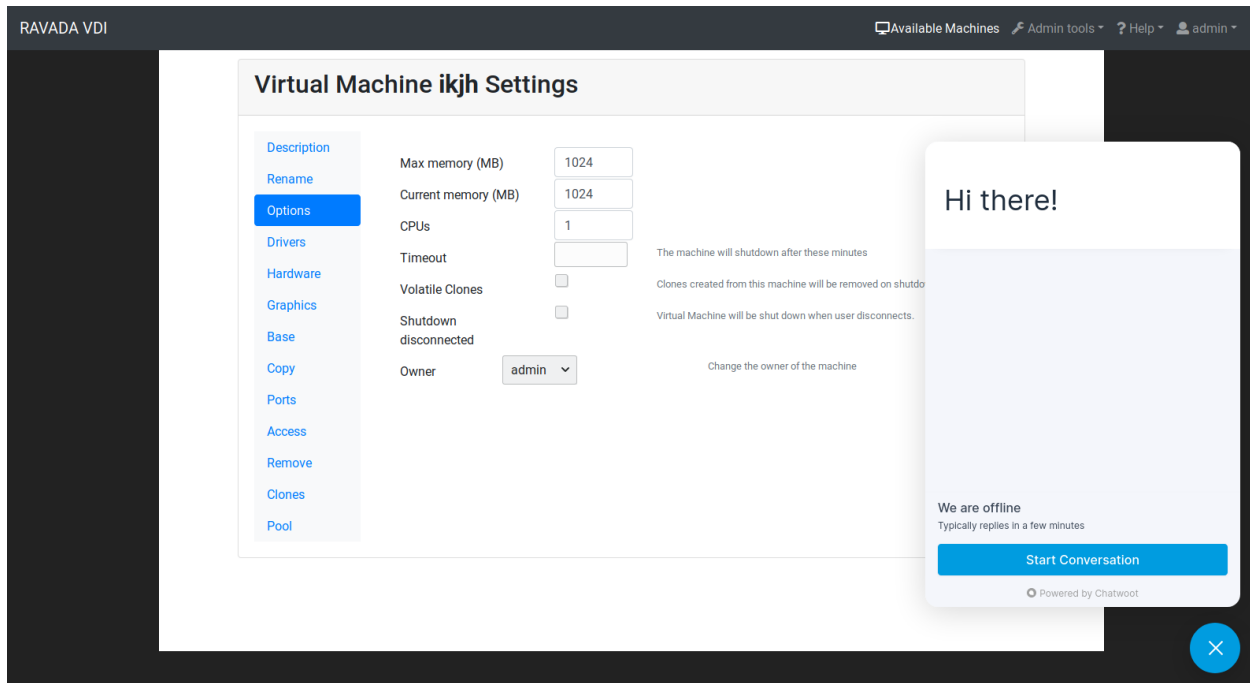 RAVADA VDI
Available Machines Admin tools ? Help admin
Virtual Machine ikjh Settings
Description
Rename
Options
Drivers
Hardware
Graphics
Base
Copy
Ports
Access
Remove
Clones
Pool
Max memory (MB) 1024
Current memory (MB) 1024
CPUs 1
Timeout The machine will shutdown after these minutes
Volatile Clones Clones created from this machine will be removed on shutdo
Shutdown
disconnected Virtual Machine will be shut down when user disconnects.
Owner admin Change the owner of the machine
Hi there!
We are offline
Typically replies in a few minutes
Start Conversation
Powered by Chatwoot